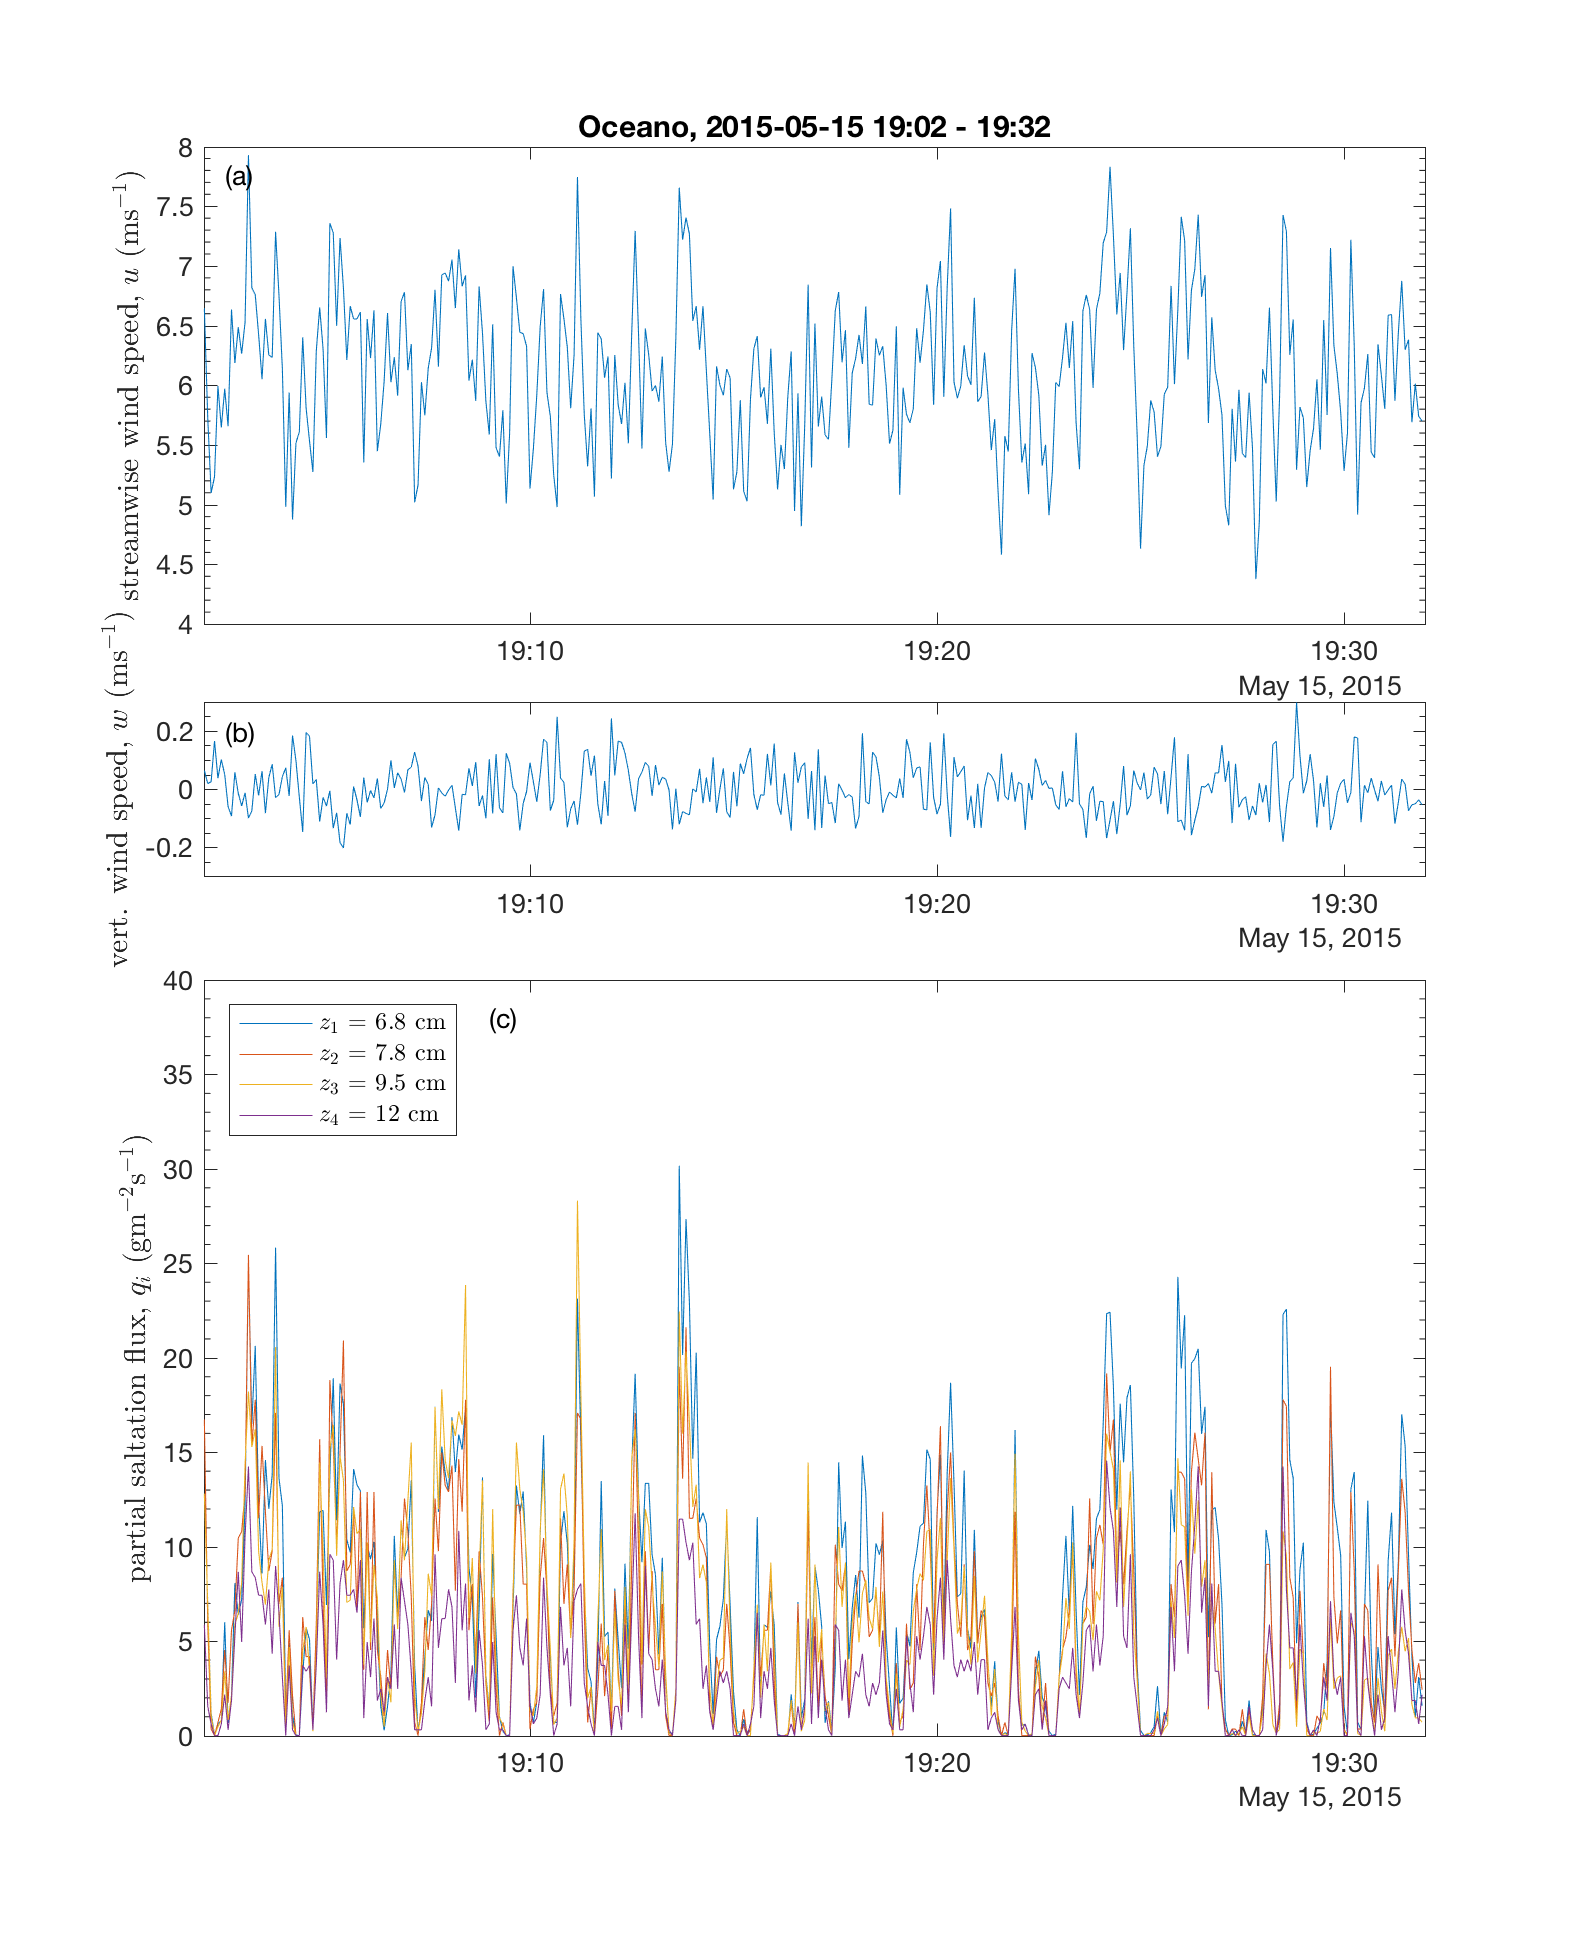 Oceano, 2015-05-15 19:02 - 19:32
(a)
streamwise wind speed, u (ms⁻¹)
8
7.5
7
6.5
6
5.5
5
4.5
4
19:10 19:20 19:30
May 15, 2015
(b)
vert. wind speed, w (ms⁻¹)
0.2
0
-0.2
19:10 19:20 19:30
May 15, 2015
(c)
z₁ = 6.8 cm
z₂ = 7.8 cm
z₃ = 9.5 cm
z₄ = 12 cm
partial saltation flux, qᵢ (gm⁻²s⁻¹)
40
35
30
25
20
15
10
5
0
19:10 19:20 19:30
May 15, 2015